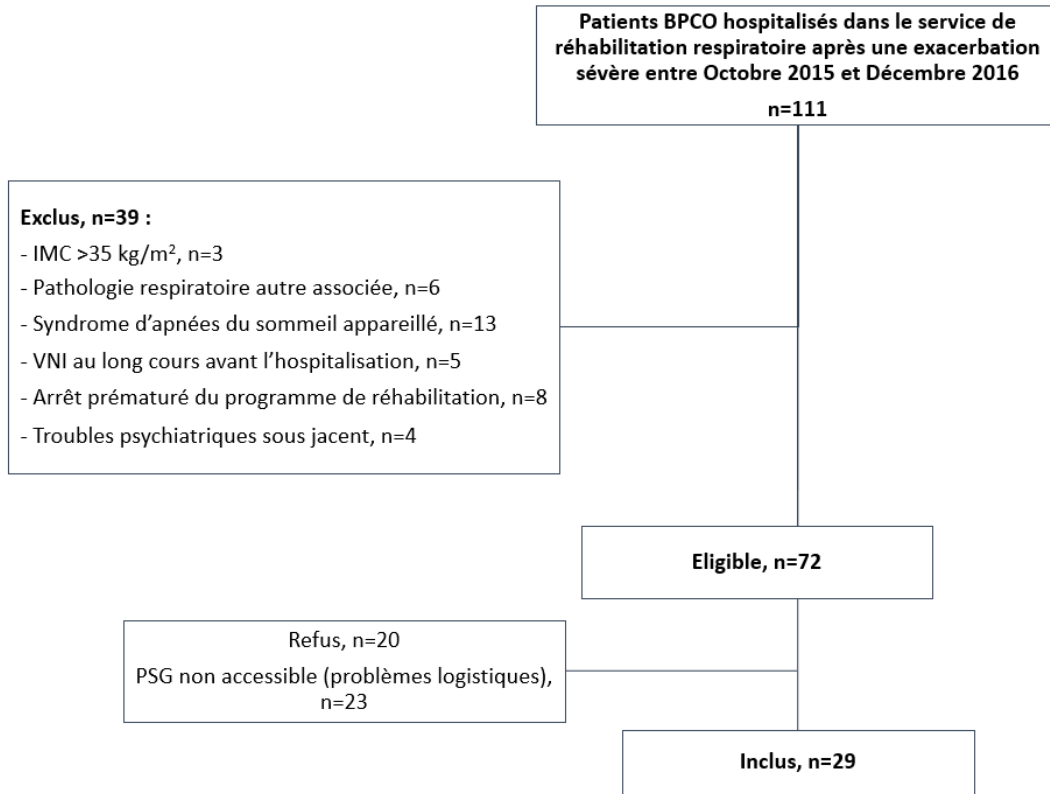 Patients BPCO hospitalisés dans le service de
réhabilitation respiratoire après une exacerbation
sévère entre Octobre 2015 et Décembre 2016
n=111
Exclus, n=39 :
- IMC >35 kg/m², n=3
- Pathologie respiratoire autre associée, n=6
- Syndrome d’apnées du sommeil appareillé, n=13
- VNI au long cours avant l’hospitalisation, n=5
- Arrêt prématuré du programme de réhabilitation, n=8
- Troubles psychiatriques sous jacent, n=4
Eligible, n=72
Refus, n=20
PSG non accessible (problèmes logistiques),
n=23
Inclus, n=29